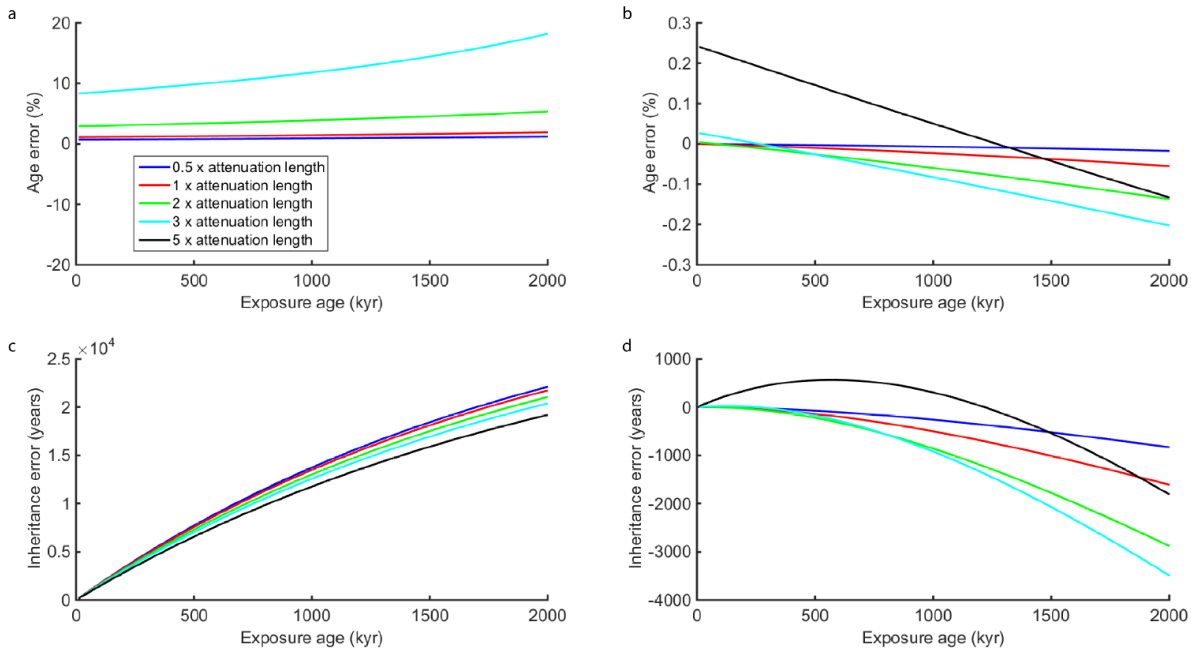 a
20
10
0
-10
-20
Age error (%)
0.5 x attenuation length
1 x attenuation length
2 x attenuation length
3 x attenuation length
5 x attenuation length
0 500 1000 1500 2000
Exposure age (kyr)
b
0.3
0.2
0.1
0
-0.1
-0.2
-0.3
Age error (%)
0 500 1000 1500 2000
Exposure age (kyr)
c
×10⁴
2.5
2
1.5
1
0.5
0
Inheritance error (years)
0 500 1000 1500 2000
Exposure age (kyr)
d
1000
0
-1000
-2000
-3000
-4000
Inheritance error (years)
0 500 1000 1500 2000
Exposure age (kyr)